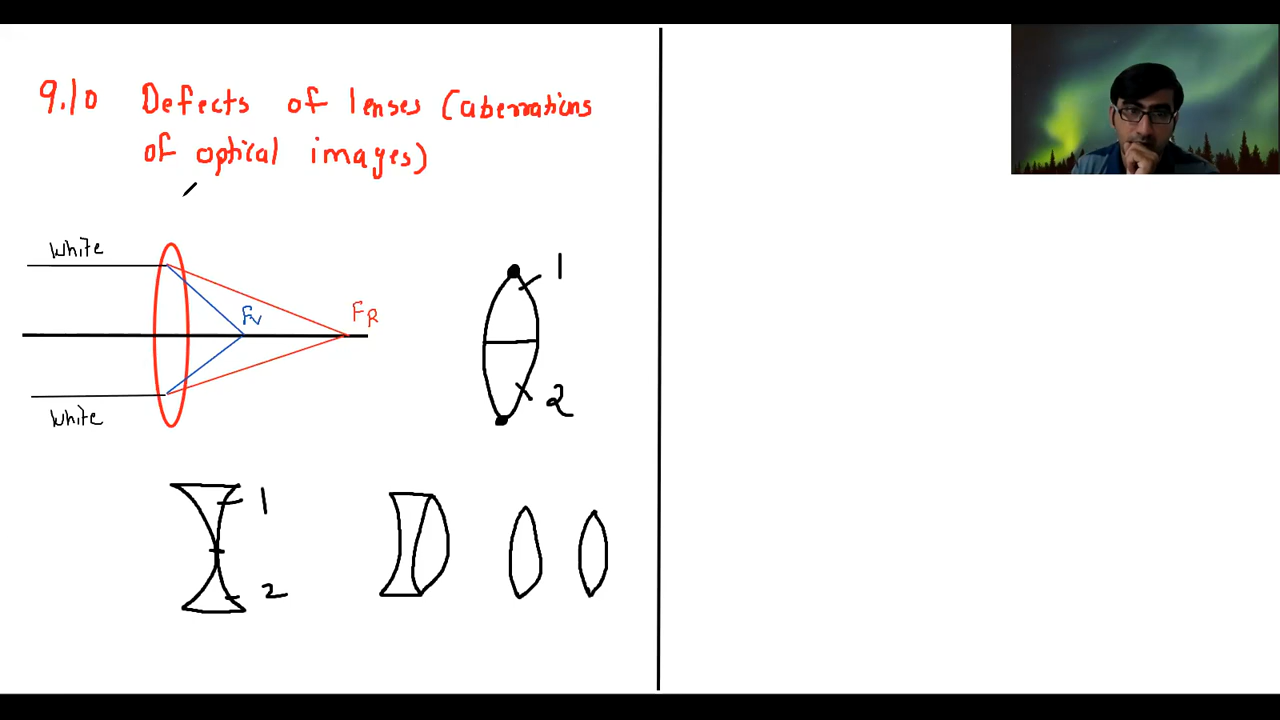 9.10 Defects of lenses (aberrations
of optical images)
White
Fv
FR
White
1
2
1
2